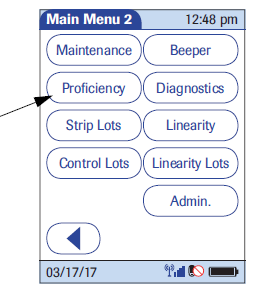 Main Menu 2 12:48 pm
Maintenance Beeper
Proficiency Diagnostics
Strip Lots Linearity
Control Lots Linearity Lots
Admin.
03/17/17